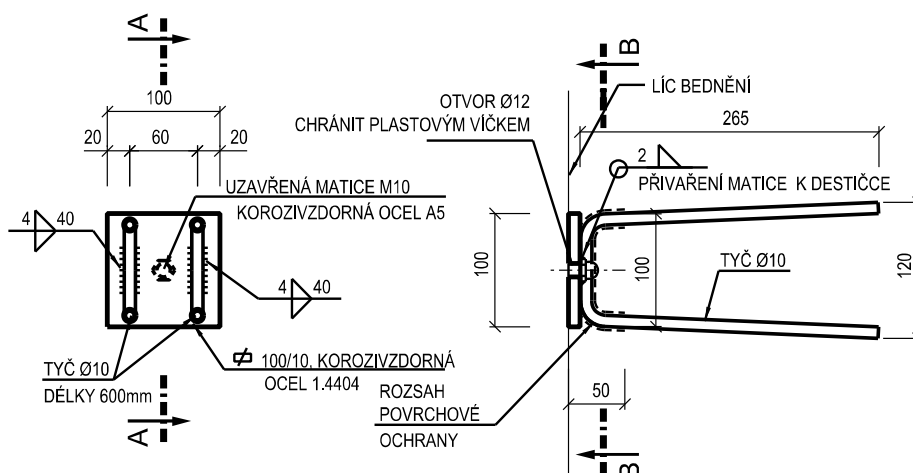 A
100
20
60
20
UZAVŘENÁ MATICE M10
KOROZIVZDORNÁ OCEL A5
4
40
4
40
TYČ Ø10
DÉLKY 600mm
100/10, KOROZIVZDORNÁ
OCEL 1.4404
A
B
LÍC BEDNĚNÍ
OTVOR Ø12
CHRÁNIT PLASTOVÝM VÍČKEM
265
2
PŘIVAŘENÍ MATICE K DESTIČCE
100
100
TYČ Ø10
120
50
ROZSAH
POVRCHOVÉ
OCHRANY
B